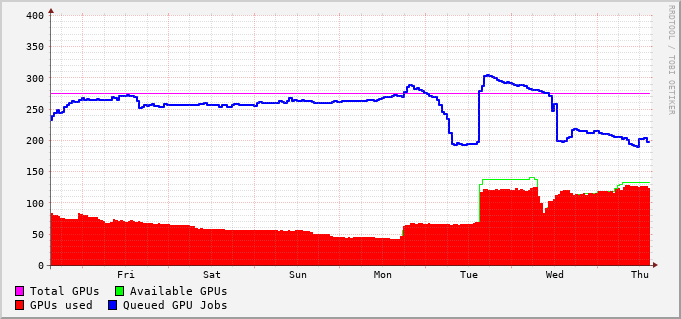 400
350
300
250
200
150
100
50
0
Fri Sat Sun Mon Tue Wed Thu
Total GPUs Available GPUs
GPUs used Queued GPU Jobs
RRDTOOL / TOBI OETIKER